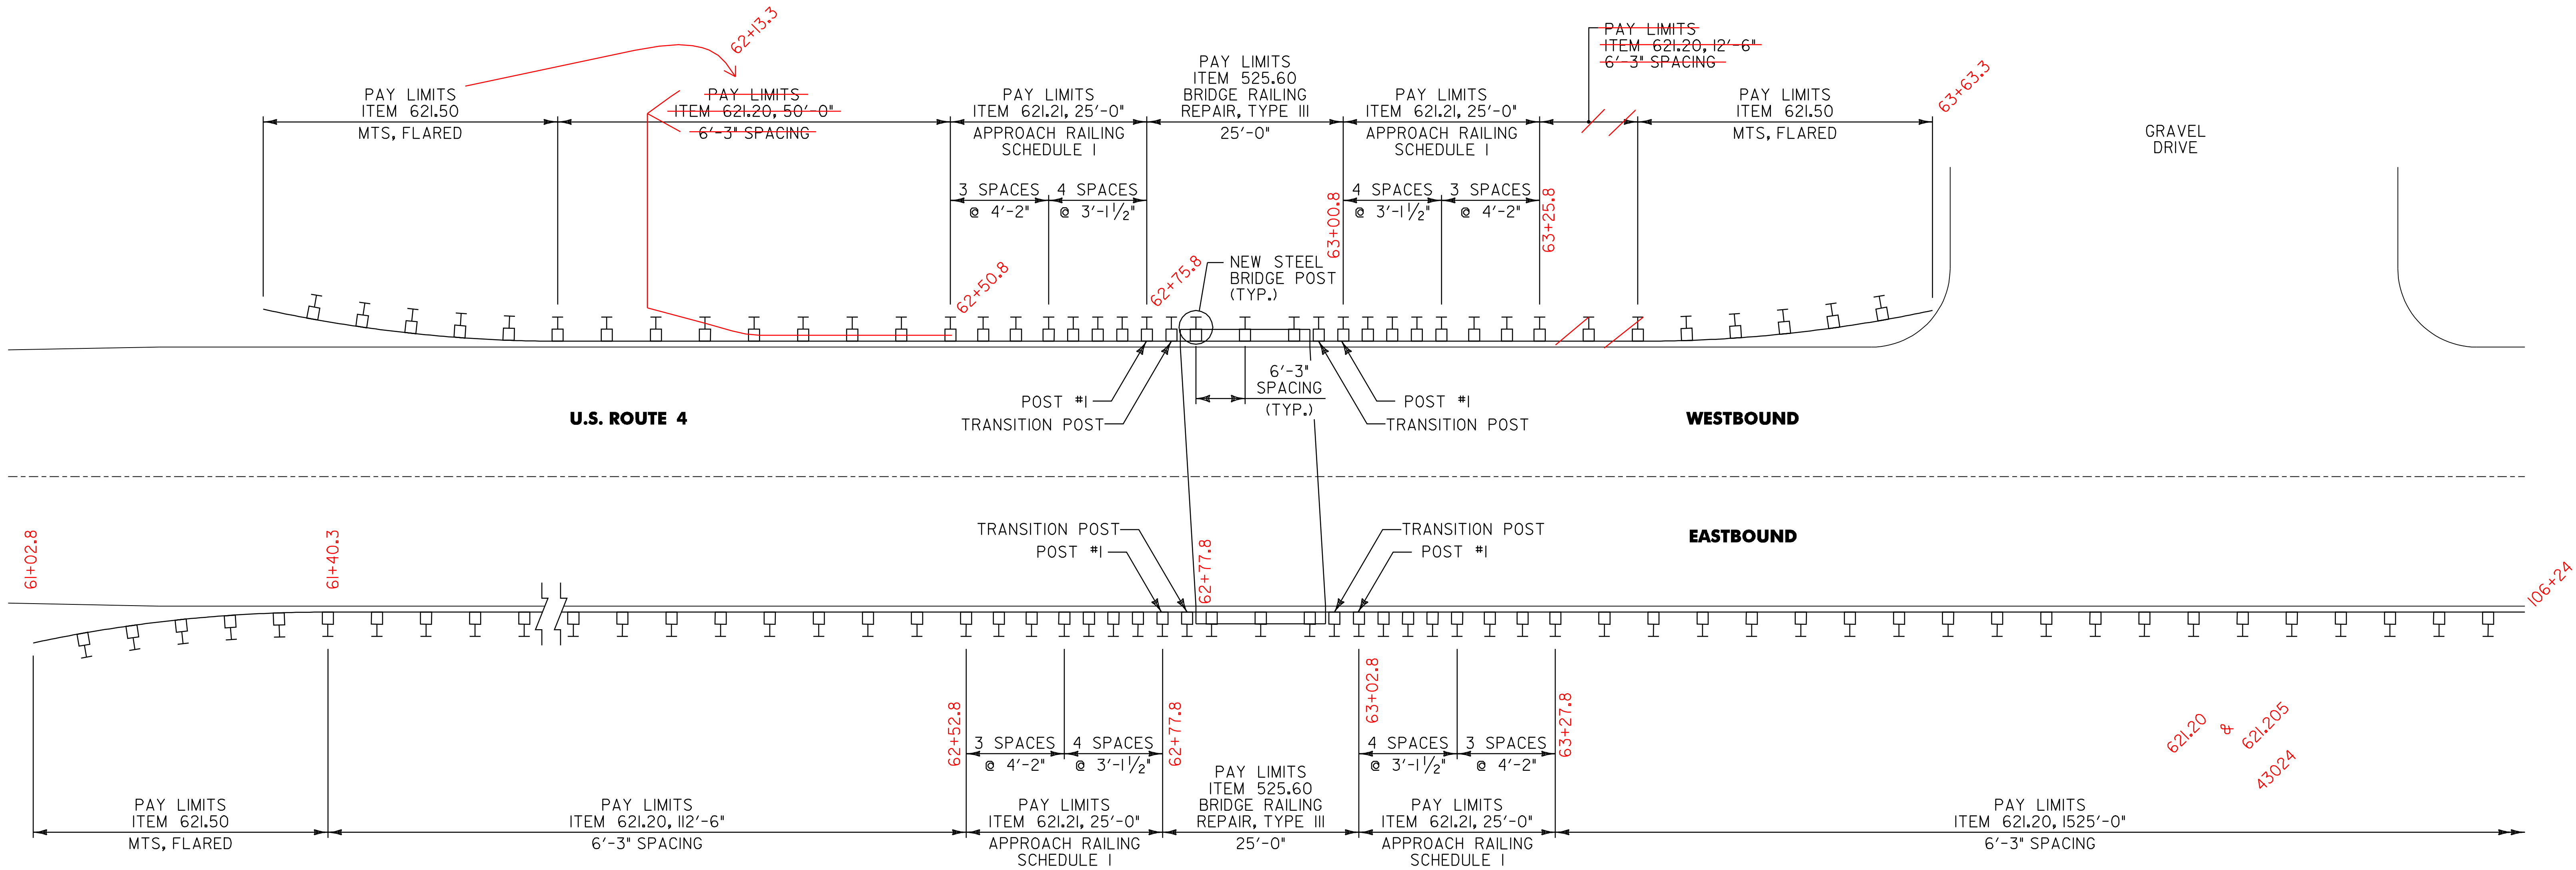 62+13.3
PAY LIMITS
ITEM 621.50
MTS, FLARED
PAY LIMITS
ITEM 621.20, 50'-0"
6'-3" SPACING
PAY LIMITS
ITEM 621.21, 25'-0"
APPROACH RAILING
SCHEDULE I
PAY LIMITS
ITEM 525.60
BRIDGE RAILING
REPAIR, TYPE III
25'-0"
PAY LIMITS
ITEM 621.21, 25'-0"
APPROACH RAILING
SCHEDULE I
PAY LIMITS
ITEM 621.20, 12'-6"
6'-3" SPACING
PAY LIMITS
ITEM 621.50
MTS, FLARED
63+63.3
GRAVEL
DRIVE
3 SPACES
@ 4'-2"
4 SPACES
@ 3'-1 1/2"
4 SPACES
@ 3'-1 1/2"
3 SPACES
@ 4'-2"
62+50.8
62+75.8
63+00.8
63+25.8
NEW STEEL
BRIDGE POST
(TYP.)
6'-3"
SPACING
(TYP.)
POST #1
TRANSITION POST
POST #1
TRANSITION POST
U.S. ROUTE 4
WESTBOUND
EASTBOUND
TRANSITION POST
POST #1
TRANSITION POST
POST #1
61+02.8
61+40.3
62+77.8
106+24
62+52.8
62+77.8
63+02.8
63+27.8
3 SPACES
@ 4'-2"
4 SPACES
@ 3'-1 1/2"
4 SPACES
@ 3'-1 1/2"
3 SPACES
@ 4'-2"
621.20 & 621.205
43024
PAY LIMITS
ITEM 621.50
MTS, FLARED
PAY LIMITS
ITEM 621.20, 112'-6"
6'-3" SPACING
PAY LIMITS
ITEM 621.21, 25'-0"
APPROACH RAILING
SCHEDULE I
PAY LIMITS
ITEM 525.60
BRIDGE RAILING
REPAIR, TYPE III
25'-0"
PAY LIMITS
ITEM 621.21, 25'-0"
APPROACH RAILING
SCHEDULE I
PAY LIMITS
ITEM 621.20, 1525'-0"
6'-3" SPACING